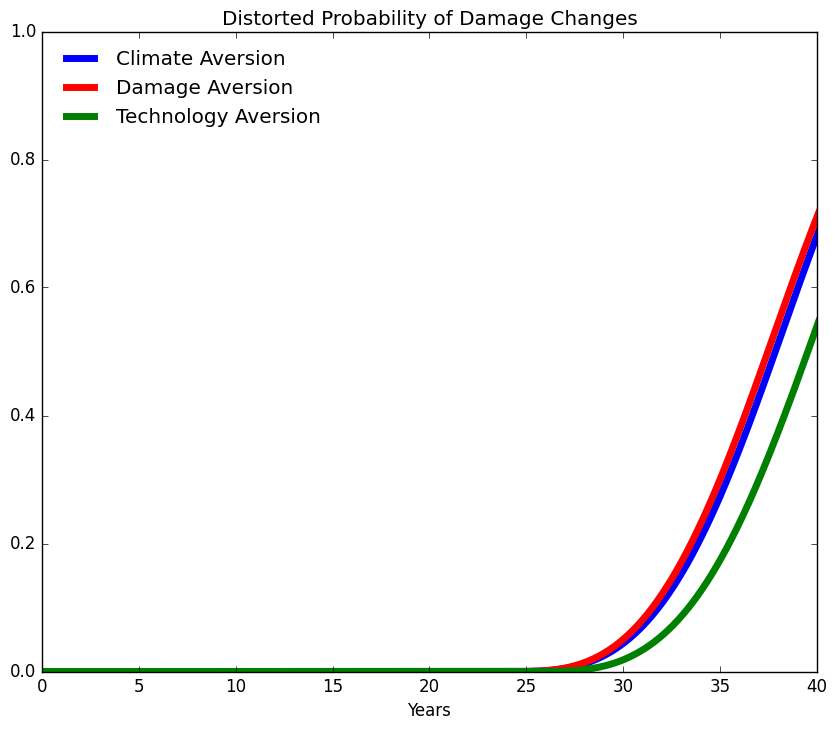 Distorted Probability of Damage Changes
1.0
Climate Aversion
Damage Aversion
Technology Aversion
0.8
0.6
0.4
0.2
0.0
0 5 10 15 20 25 30 35 40
Years